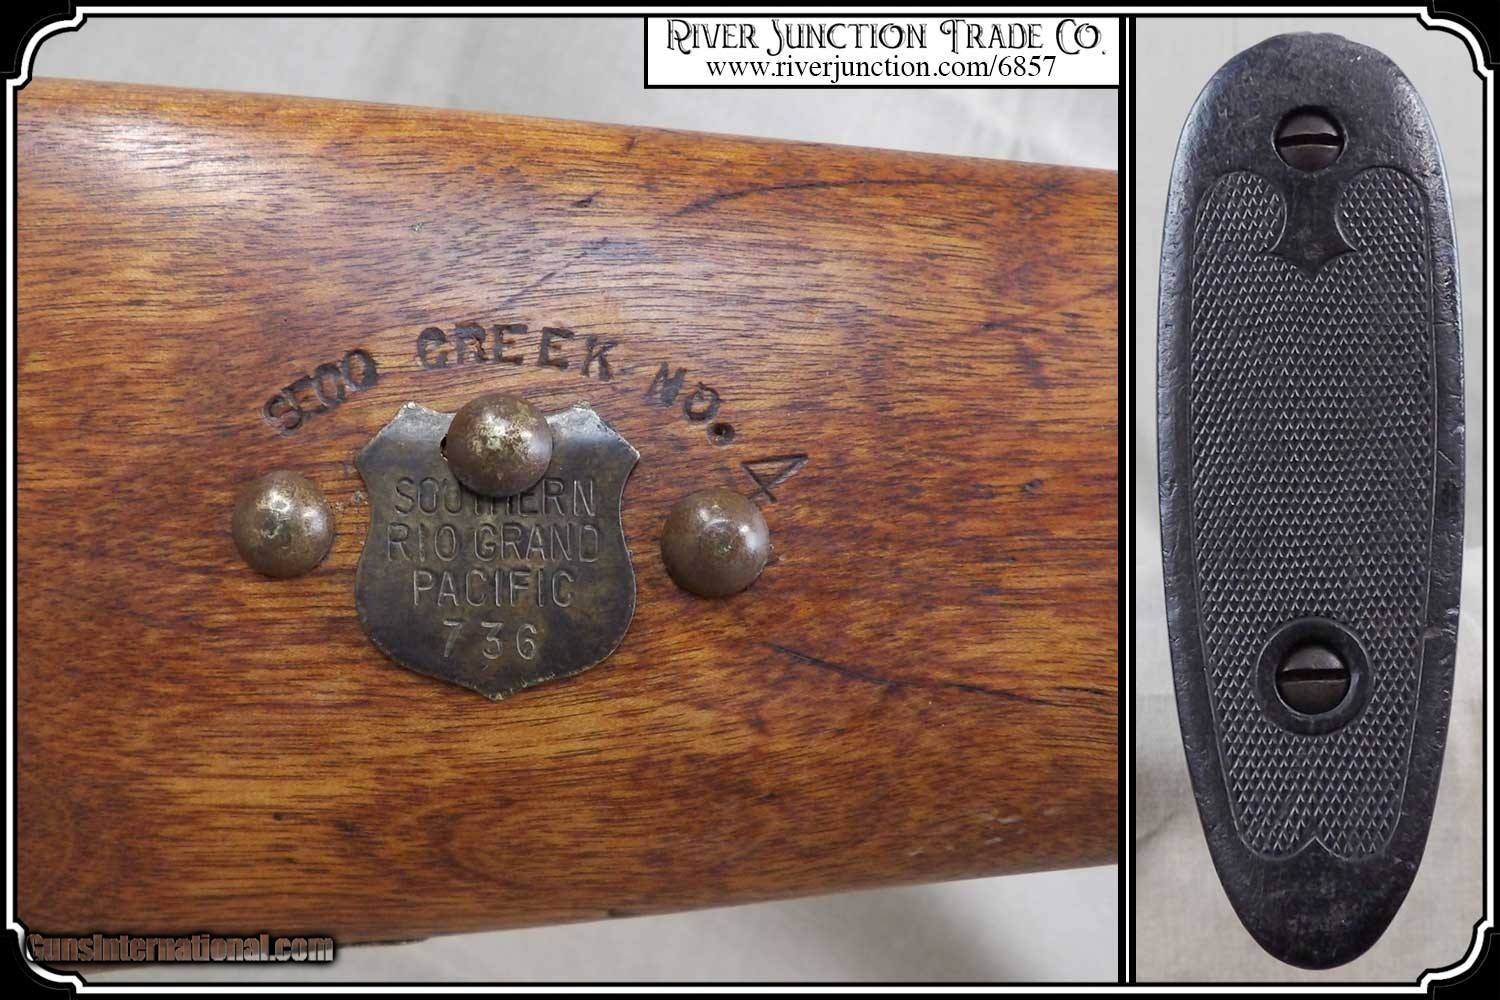 RIVER JUNCTION TRADE CO.
www.riverjunction.com/6857
SECO CREEK NO. 4
SOUTHERN
RIO GRAND
PACIFIC
736
GunsInternational.com